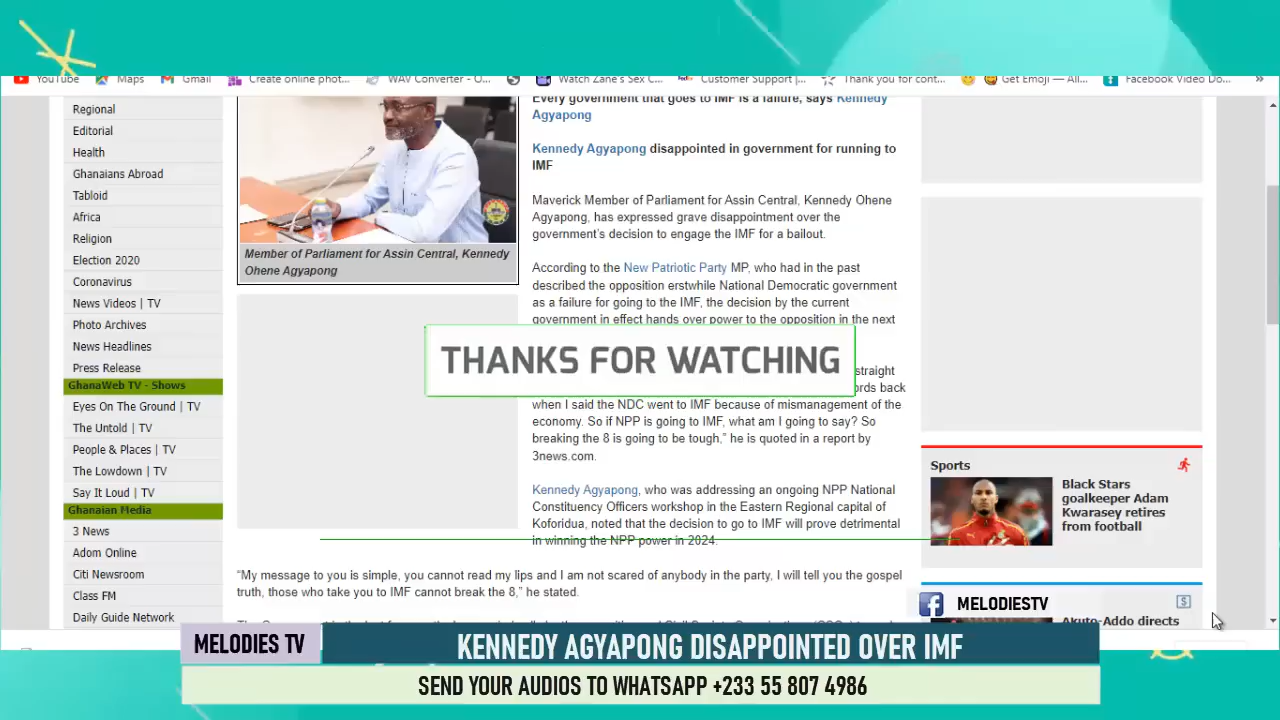 YouTube
Maps
Gmail
Create online phot...
WAV Converter - O...
Watch Zane's Sex C...
Customer Support |...
Thank you for cont...
Get Emoji — All...
Facebook Video Do...
»
Regional
Editorial
Health
Ghanaians Abroad
Tabloid
Africa
Religion
Election 2020
Coronavirus
News Videos | TV
Photo Archives
News Headlines
Press Release
GhanaWeb TV - Shows
Eyes On The Ground | TV
The Untold | TV
People & Places | TV
The Lowdown | TV
Say It Loud | TV
Ghanaian Media
3 News
Adom Online
Citi Newsroom
Class FM
Daily Guide Network
Member of Parliament for Assin Central, Kennedy
Ohene Agyapong
Every government that goes to IMF is a failure, says Kennedy
Agyapong
Kennedy Agyapong disappointed in government for running to
IMF
Maverick Member of Parliament for Assin Central, Kennedy Ohene
Agyapong, has expressed grave disappointment over the
government's decision to engage the IMF for a bailout.
According to the New Patriotic Party MP, who had in the past
described the opposition erstwhile National Democratic government
as a failure for going to the IMF, the decision by the current
government in effect hands over power to the opposition in the next
THANKS FOR WATCHING
straight
back
when I said the NDC went to IMF because of mismanagement of the
economy. So if NPP is going to IMF, what am I going to say? So
breaking the 8 is going to be tough,” he is quoted in a report by
3news.com.
Kennedy Agyapong, who was addressing an ongoing NPP National
Constituency Officers workshop in the Eastern Regional capital of
Koforidua, noted that the decision to go to IMF will prove detrimental
in winning the NPP power in 2024.
“My message to you is simple, you cannot read my lips and I am not scared of anybody in the party, I will tell you the gospel
truth, those who take you to IMF cannot break the 8,” he stated.
Sports
Black Stars
goalkeeper Adam
Kwarasey retires
from football
MELODIESTV
Akuto-Addo directs
MELODIES TV
KENNEDY AGYAPONG DISAPPOINTED OVER IMF
SEND YOUR AUDIOS TO WHATSAPP +233 55 807 4986